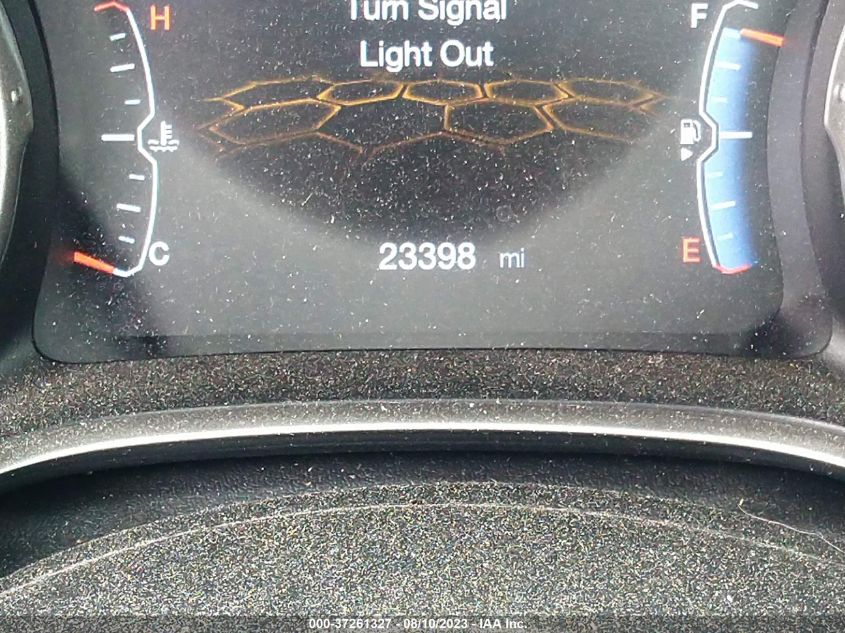 Turn Signal
H F
Light Out
C 23398 mi E
000-37261327 - 08/10/2023 - IAA Inc.